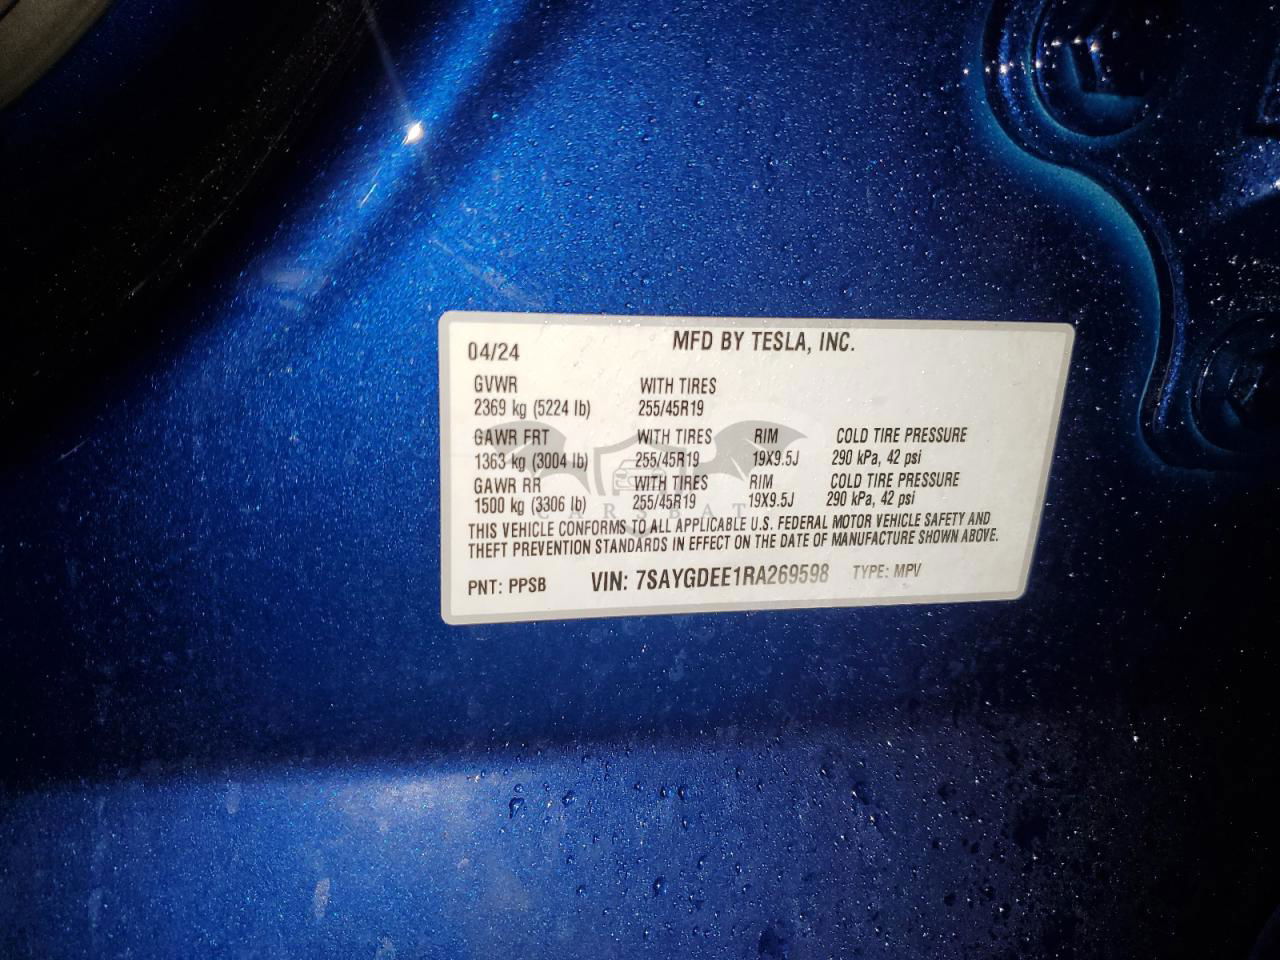 04/24 MFD BY TESLA, INC.
GVWR WITH TIRES
2369 kg (5224 lb) 255/45R19
GAWR FRT WITH TIRES RIM COLD TIRE PRESSURE
1363 kg (3004 lb) 255/45R19 19X9.5J 290 kPa, 42 psi
GAWR RR WITH TIRES RIM COLD TIRE PRESSURE
1500 kg (3306 lb) 255/45R19 19X9.5J 290 kPa, 42 psi
CARSBAT
THIS VEHICLE CONFORMS TO ALL APPLICABLE U.S. FEDERAL MOTOR VEHICLE SAFETY AND
THEFT PREVENTION STANDARDS IN EFFECT ON THE DATE OF MANUFACTURE SHOWN ABOVE.
PNT: PPSB VIN: 7SAYGDEE1RA269598 TYPE: MPV